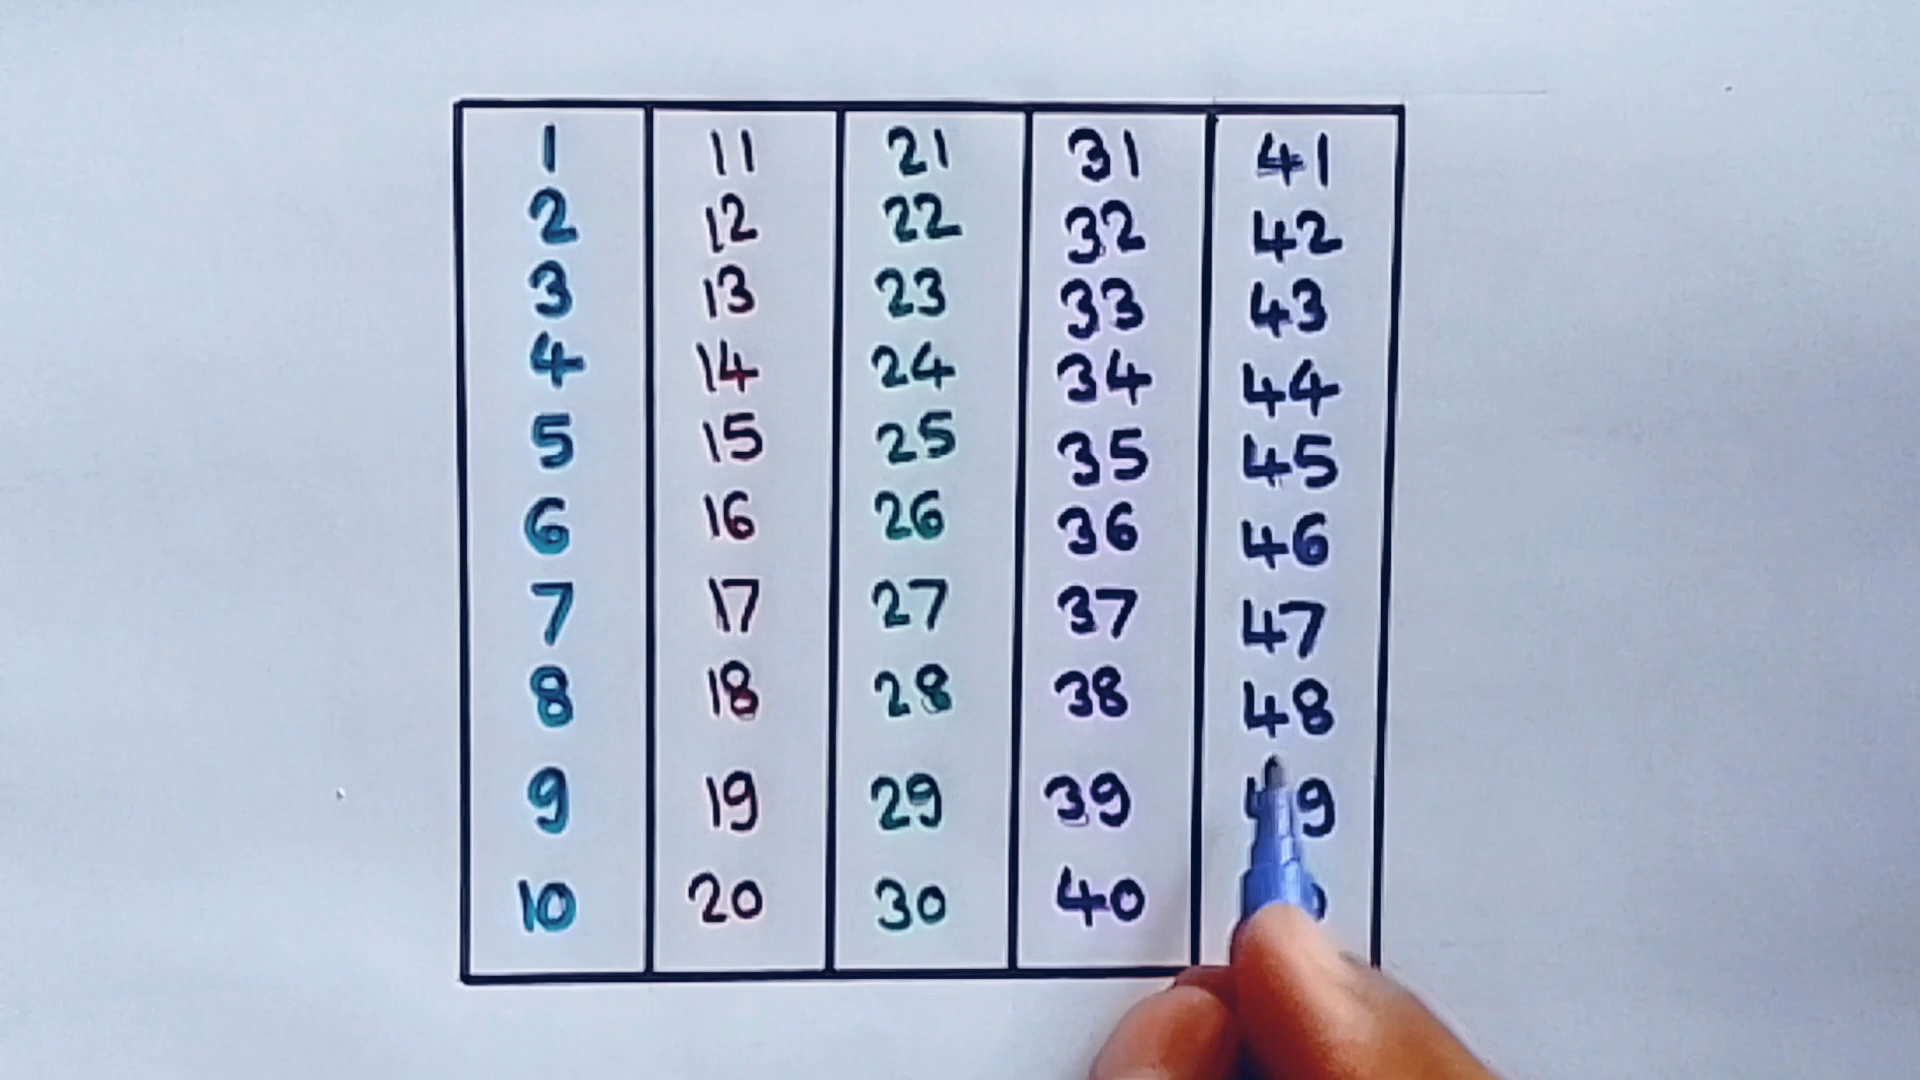 1 11 21 31 41
2 12 22 32 42
3 13 23 33 43
4 14 24 34 44
5 15 25 35 45
6 16 26 36 46
7 17 27 37 47
8 18 28 38 48
9 19 29 39 49
10 20 30 40